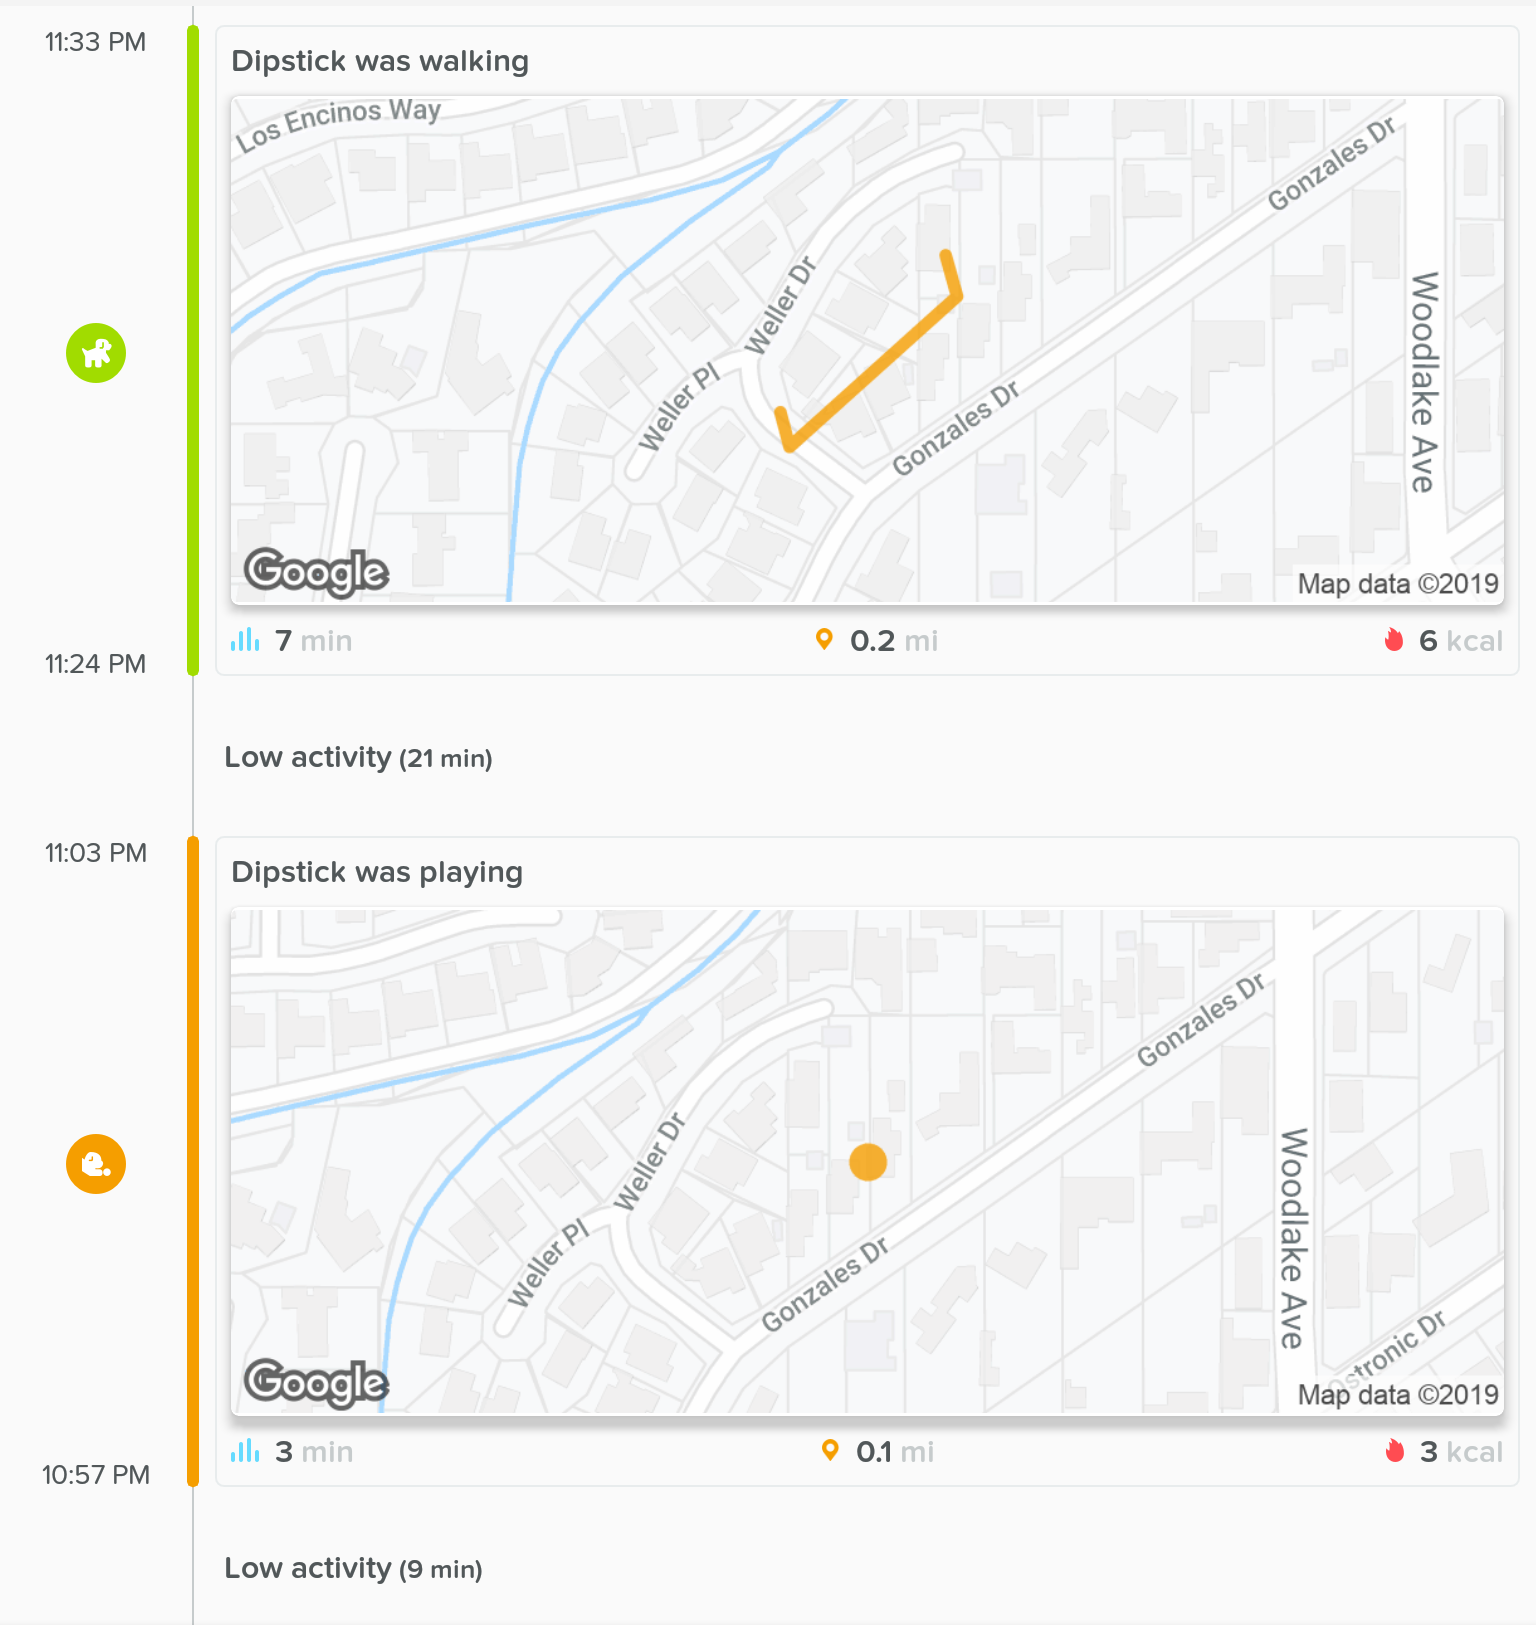 11:33 PM
Dipstick was walking
Los Encinos Way
Gonzales Dr
Weller Dr
Woodlake Ave
Weller Pl
Gonzales Dr
Google
Map data ©2019
7 min
0.2 mi
6 kcal
11:24 PM
Low activity (21 min)
11:03 PM
Dipstick was playing
Gonzales Dr
Weller Dr
Woodlake Ave
Weller Pl
Gonzales Dr
ostronic Dr
Google
Map data ©2019
3 min
0.1 mi
3 kcal
10:57 PM
Low activity (9 min)